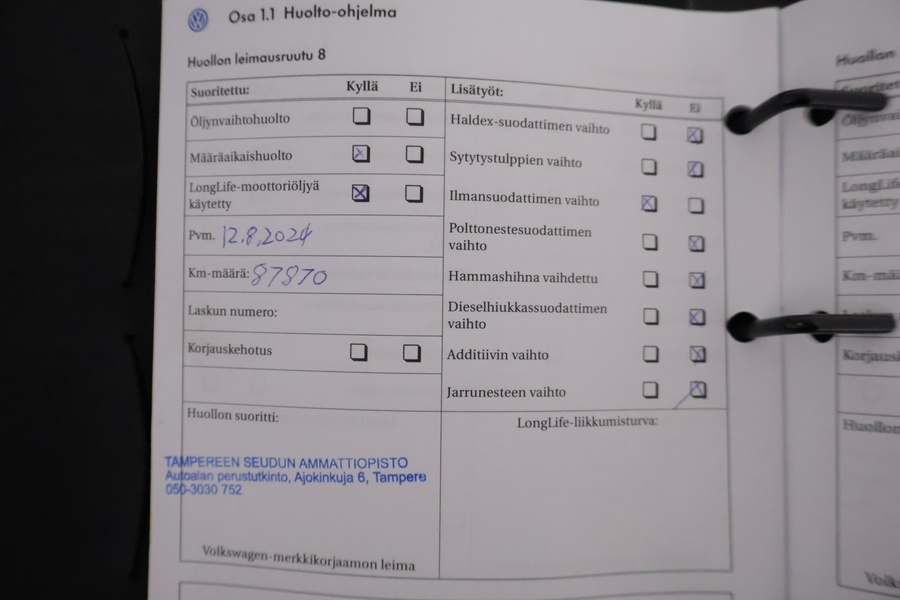 Osa 1.1 Huolto-ohjelma
Huollon leimausruutu 8
Suoritettu: Kyllä Ei
Öljynvaihtohuolto
Määräaikaishuolto
LongLife-moottoriöljyä
käytetty
Pvm. 12.8.2024
Km-määrä: 87870
Laskun numero:
Korjauskehotus
Huollon suoritti:
TAMPEREEN SEUDUN AMMATTIOPISTO
Autoalan perustutkinto, Ajokinkuja 6, Tampere
050-3030 752
Volkswagen-merkkikorjaamon leima
Lisätyöt: Kyllä Ei
Haldex-suodattimen vaihto
Sytytystulppien vaihto
Ilmansuodattimen vaihto
Polttonestesuodattimen
vaihto
Hammashihna vaihdettu
Dieselhiukkassuodattimen
vaihto
Additiivin vaihto
Jarrunesteen vaihto
LongLife-liikkumisturva:
Huollon
Pvm.
Huollon